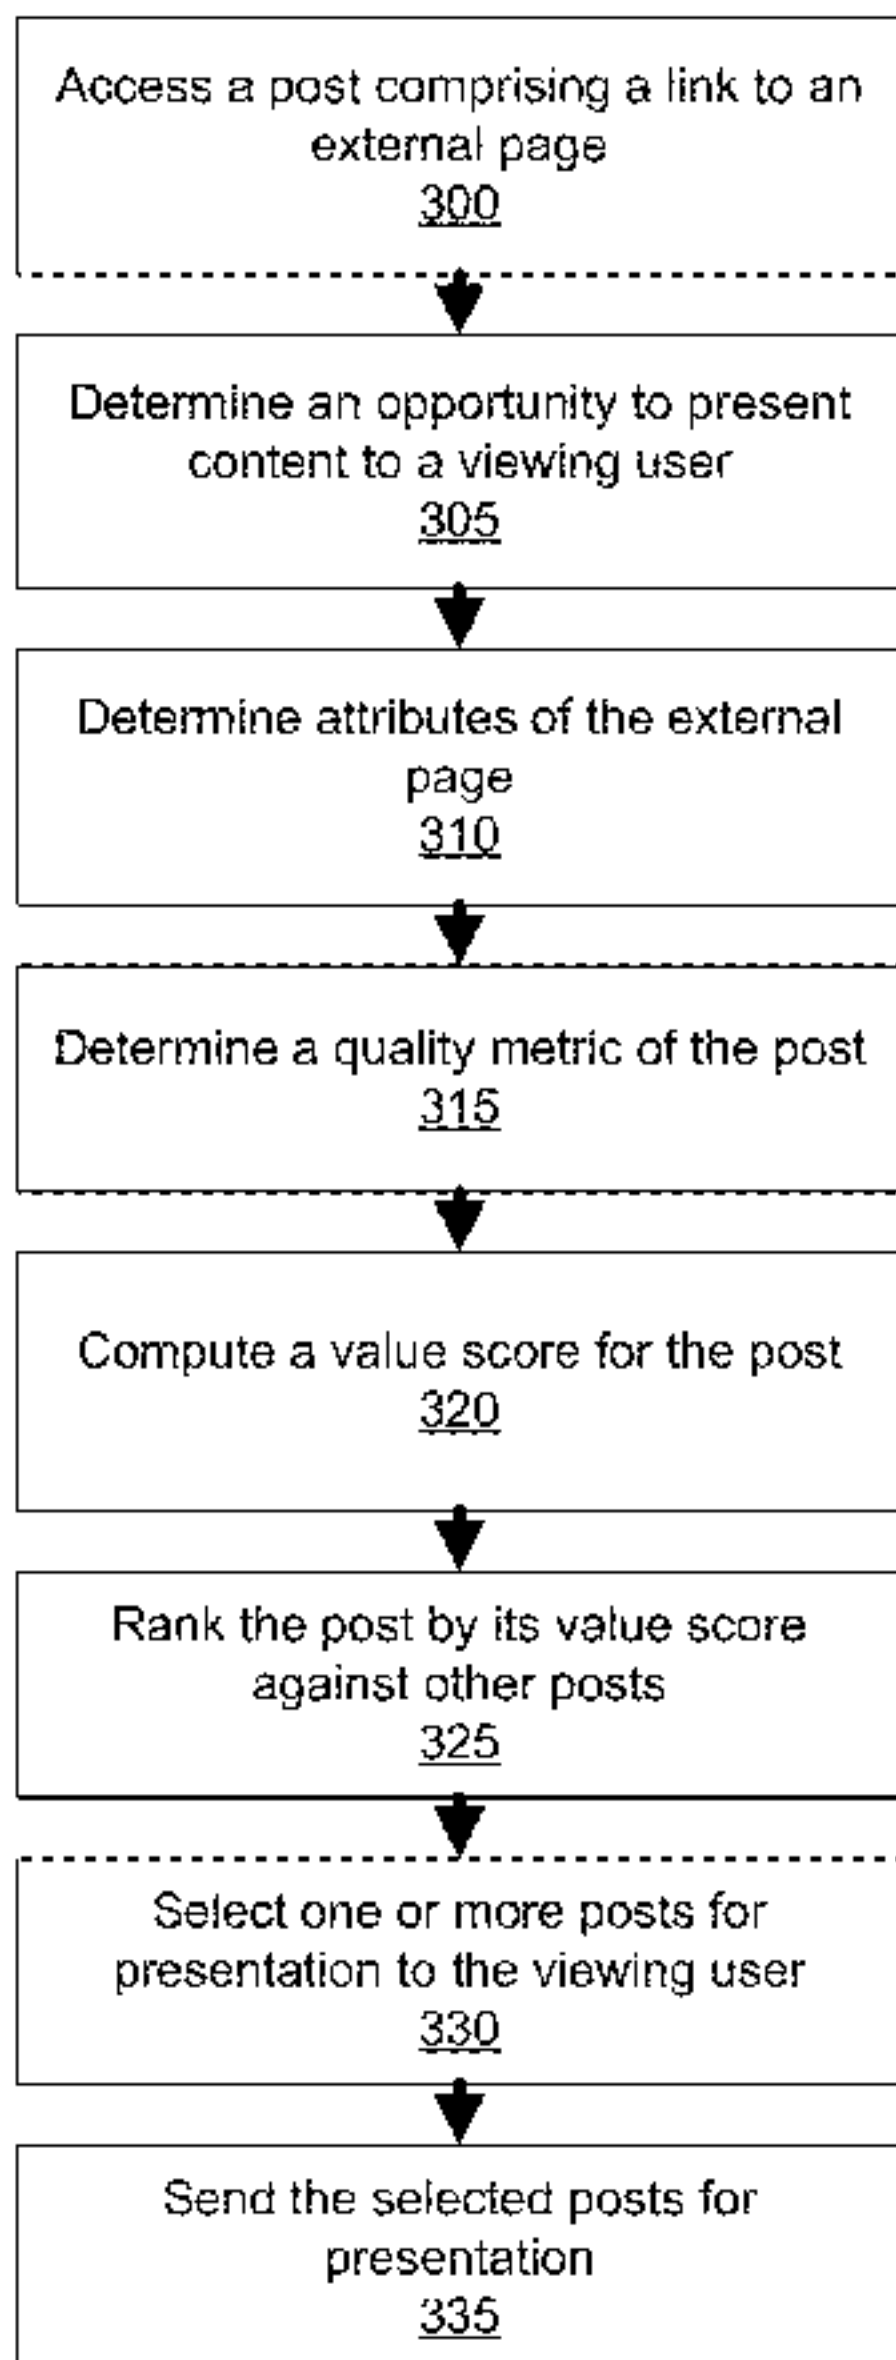 Access a post comprising a link to an
external page
300
Determine an opportunity to present
content to a viewing user
305
Determine attributes of the external
page
310
Determine a quality metric of the post
315
Compute a value score for the post
320
Rank the post by its value score
against other posts
325
Select one or more posts for
presentation to the viewing user
330
Send the selected posts for
presentation
335